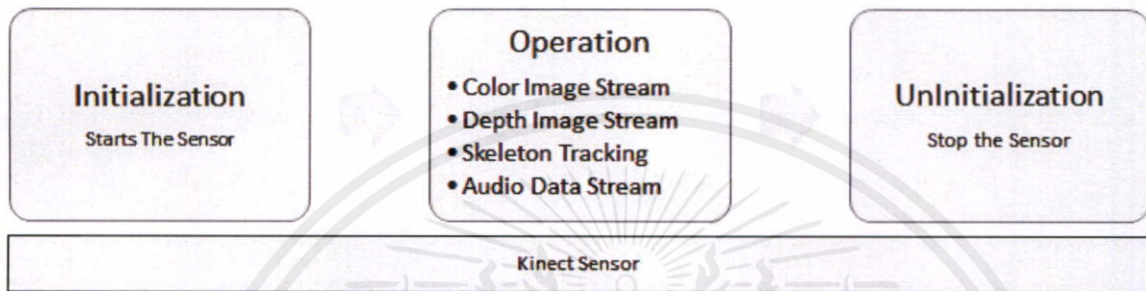 Initialization
Starts The Sensor
Operation
• Color Image Stream
• Depth Image Stream
• Skeleton Tracking
• Audio Data Stream
UnInitialization
Stop the Sensor
Kinect Sensor